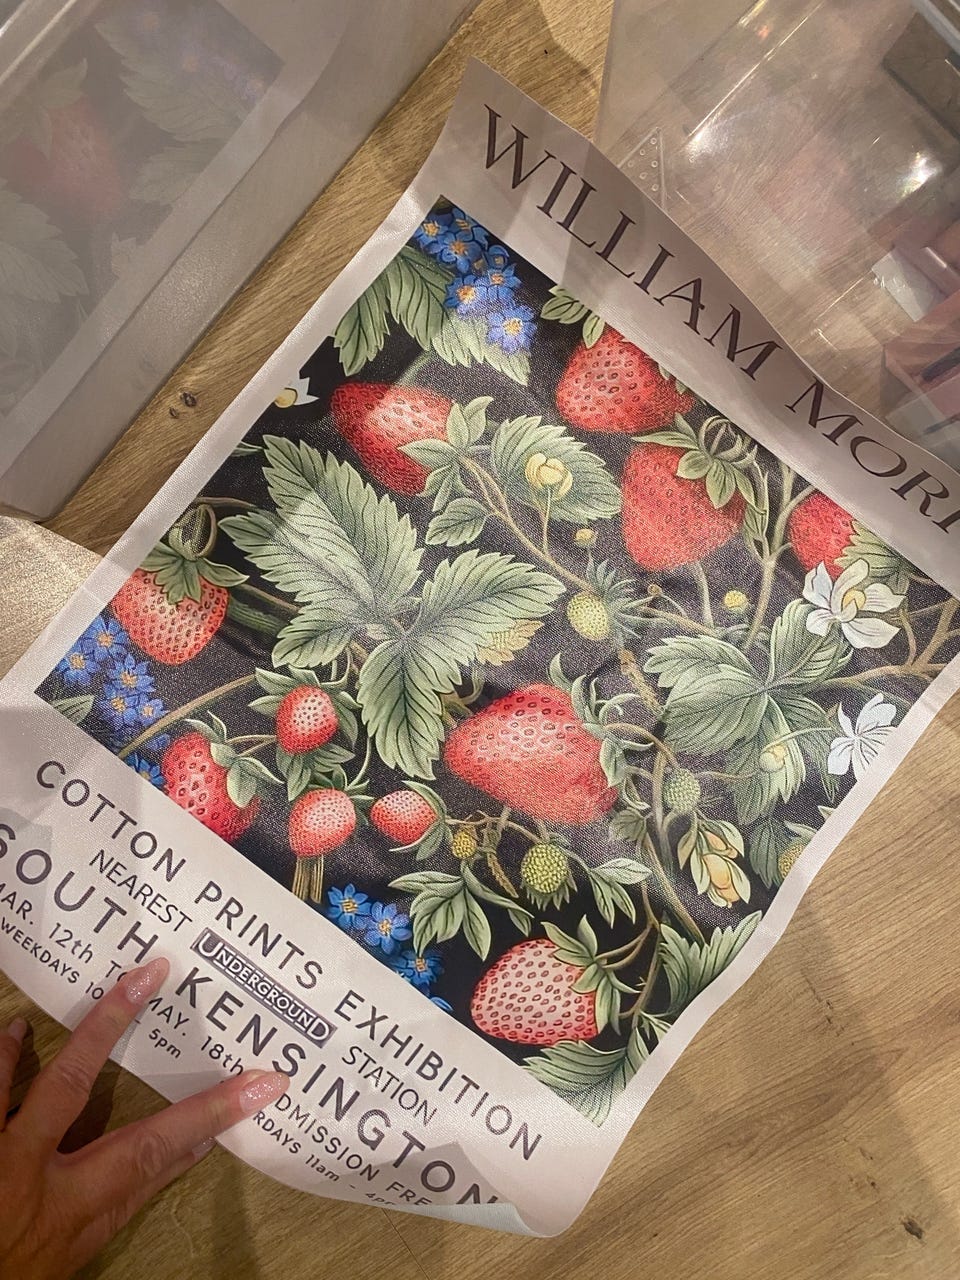 WILLIAM MORI
COTTON PRINTS EXHIBITION
NEAREST UNDERGROUND STATION
SOUTH KENSINGTON
MAR. 12th TO MAY. 18th ADMISSION FRE
WEEKDAYS 10 5pm RDAYS 11am - 4pm